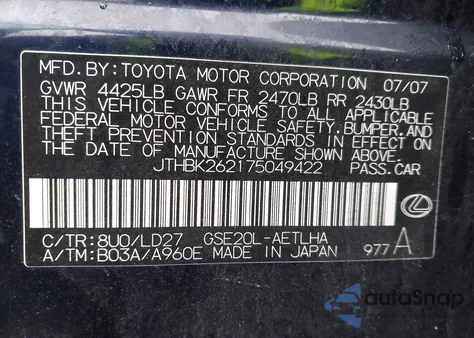 MFD.BY:TOYOTA MOTOR CORPORATION 07/07
GVWR 4425LB GAWR FR 2470LB RR 2430LB
THIS VEHICLE CONFORMS TO ALL APPLICABLE
FEDERAL MOTOR VEHICLE SAFETY,BUMPER,AND
THEFT PREVENTION STANDARDS IN EFFECT ON
THE DATE OF MANUFACTURE SHOWN ABOVE.
JTHBK262175049422 PASS.CAR
C/TR:8U0/LD27 GSE20L-AETLHA
A/TM:B03A/A960E MADE IN JAPAN 977 A
autoSnap